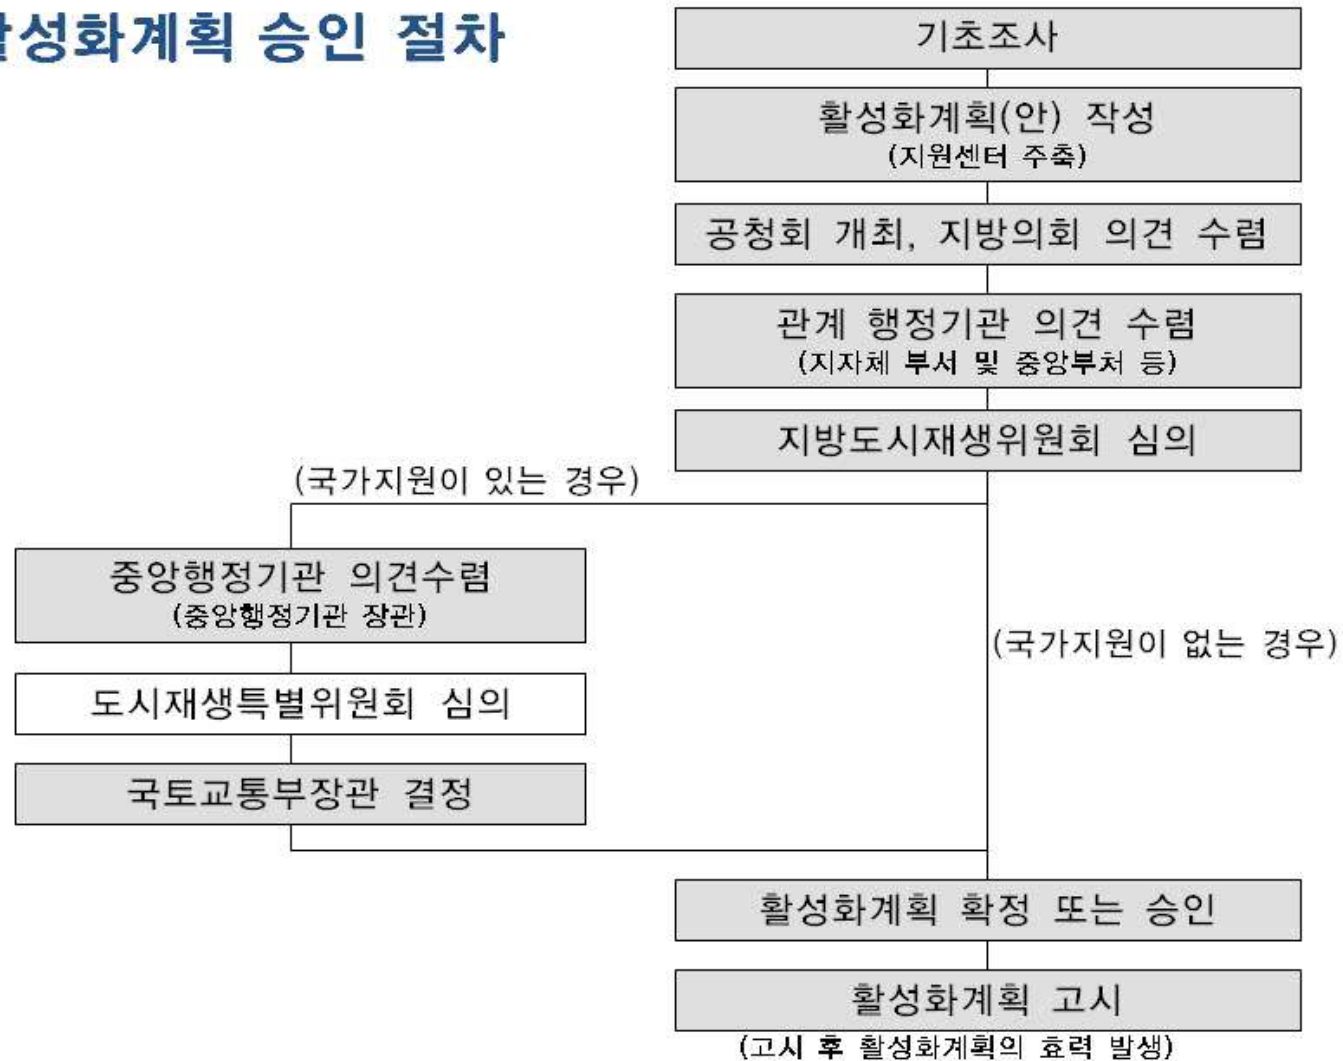 활성화계획 승인 절차
기초조사
활성화계획(안) 작성
(지원센터 주축)
공청회 개최, 지방의회 의견 수렴
관계 행정기관 의견 수렴
(지자체 부서 및 중앙부처 등)
지방도시재생위원회 심의
(국가지원이 있는 경우)
중앙행정기관 의견수렴
(중앙행정기관 장관)
(국가지원이 없는 경우)
도시재생특별위원회 심의
국토교통부장관 결정
활성화계획 확정 또는 승인
활성화계획 고시
(고시 후 활성화계획의 효력 발생)